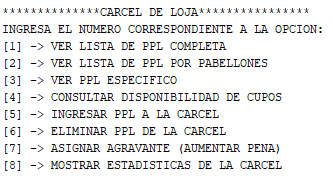 **************CARCEL DE LOJA****************
INGRESA EL NUMERO CORRESPONDIENTE A LA OPCION:
[1] -> VER LISTA DE PPL COMPLETA
[2] -> VER LISTA DE PPL POR PABELLONES
[3] -> VER PPL ESPECIFICO
[4] -> CONSULTAR DISPONIBILIDAD DE CUPOS
[5] -> INGRESAR PPL A LA CARCEL
[6] -> ELIMINAR PPL DE LA CARCEL
[7] -> ASIGNAR AGRAVANTE (AUMENTAR PENA)
[8] -> MOSTRAR ESTADISTICAS DE LA CARCEL